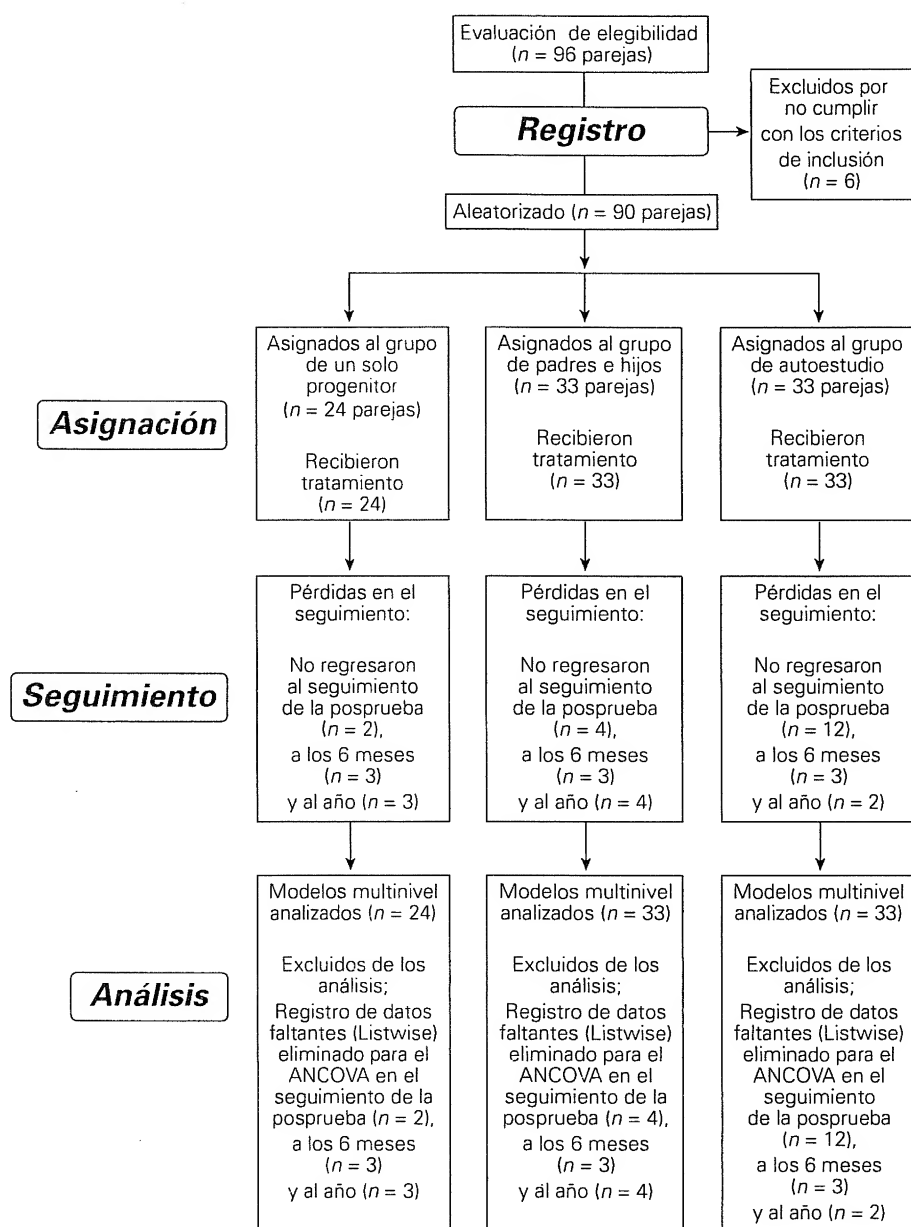 Evaluación de elegibilidad
(n = 96 parejas)
Registro
Excluidos por
no cumplir
con los criterios
de inclusión
(n = 6)
Aleatorizado (n = 90 parejas)
Asignación
Asignados al grupo
de un solo
progenitor
(n = 24 parejas)
Recibieron
tratamiento
(n = 24)
Asignados al grupo
de padres e hijos
(n = 33 parejas)
Recibieron
tratamiento
(n = 33)
Asignados al grupo
de autoestudio
(n = 33 parejas)
Recibieron
tratamiento
(n = 33)
Seguimiento
Pérdidas en el
seguimiento:
No regresaron
al seguimiento
de la posprueba
(n = 2),
a los 6 meses
(n = 3)
y al año (n = 3)
Pérdidas en el
seguimiento:
No regresaron
al seguimiento
de la posprueba
(n = 4),
a los 6 meses
(n = 3)
y al año (n = 4)
Pérdidas en el
seguimiento:
No regresaron
al seguimiento
de la posprueba
(n = 12),
a los 6 meses
(n = 3)
y al año (n = 2)
Análisis
Modelos multinivel
analizados (n = 24)
Excluidos de los
análisis;
Registro de datos
faltantes (Listwise)
eliminado para el
ANCOVA en el
seguimiento de la
posprueba (n = 2),
a los 6 meses
(n = 3)
y al año (n = 3)
Modelos multinivel
analizados (n = 33)
Excluidos de los
análisis;
Registro de datos
faltantes (Listwise)
eliminado para el
ANCOVA en el
seguimiento de la
posprueba (n = 4),
a los 6 meses
(n = 3)
y al año (n = 4)
Modelos multinivel
analizados (n = 33)
Excluidos de los
análisis;
Registro de datos
faltantes (Listwise)
eliminado para el
ANCOVA en el
seguimiento
de la posprueba
(n = 12),
a los 6 meses
(n = 3)
y al año (n = 2)